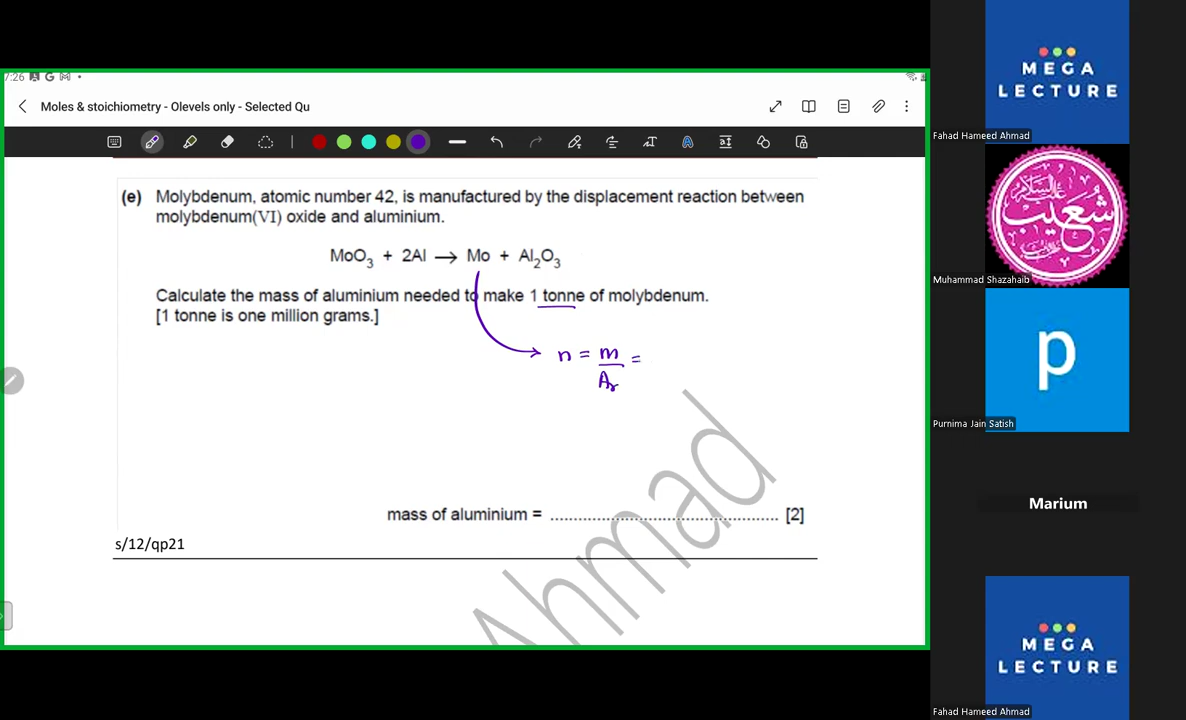 7:26
Moles & stoichiometry - Olevels only - Selected Qu
(e) Molybdenum, atomic number 42, is manufactured by the displacement reaction between
molybdenum(VI) oxide and aluminium.
MoO3 + 2Al → Mo + Al2O3
Calculate the mass of aluminium needed to make 1 tonne of molybdenum.
[1 tonne is one million grams.]
n = m/Ar =
mass of aluminium = ............................................. [2]
s/12/qp21
Ahmad
MEGA
LECTURE
Fahad Hameed Ahmad
شعيب
Muhammad Shazahaib
p
Purnima Jain Satish
Marium
MEGA
LECTURE
Fahad Hameed Ahmad